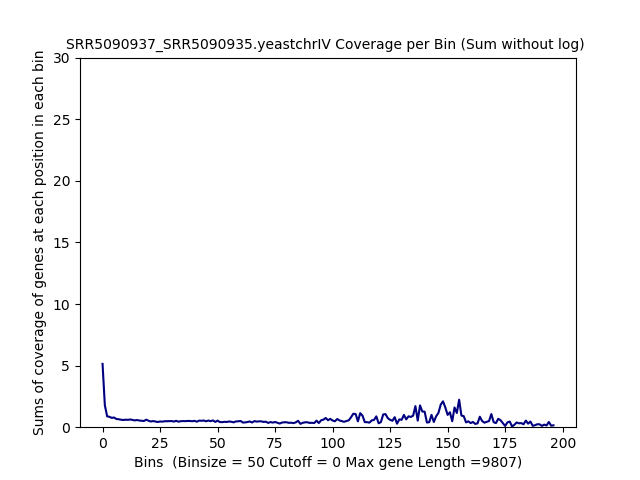 SRR5090937_SRR5090935.yeastchrIV Coverage per Bin (Sum without log)
Sums of coverage of genes at each position in each bin
30
25
20
15
10
5
0
0 25 50 75 100 125 150 175 200
Bins  (Binsize = 50 Cutoff = 0 Max gene Length =9807)